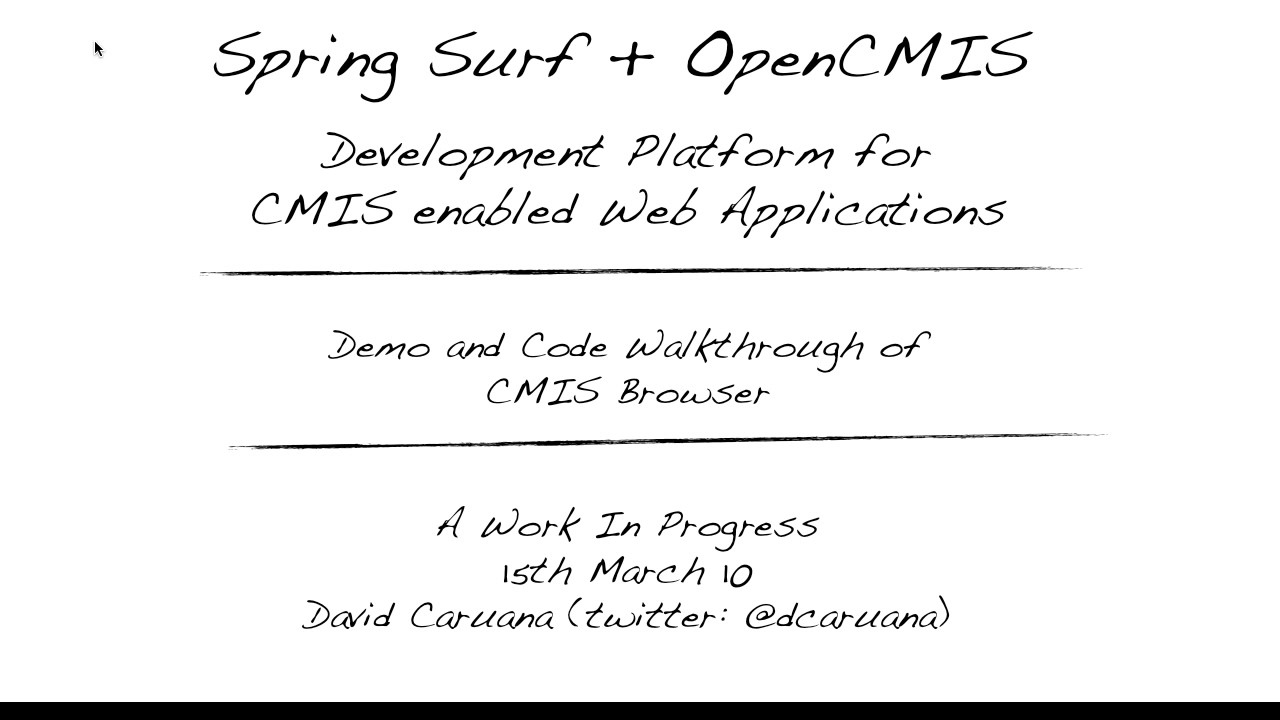 Spring Surf + OpenCMIS
Development Platform for
CMIS enabled Web Applications
Demo and Code Walkthrough of
CMIS Browser
A Work In Progress
15th March 10
David Caruana (twitter: @dcaruana)